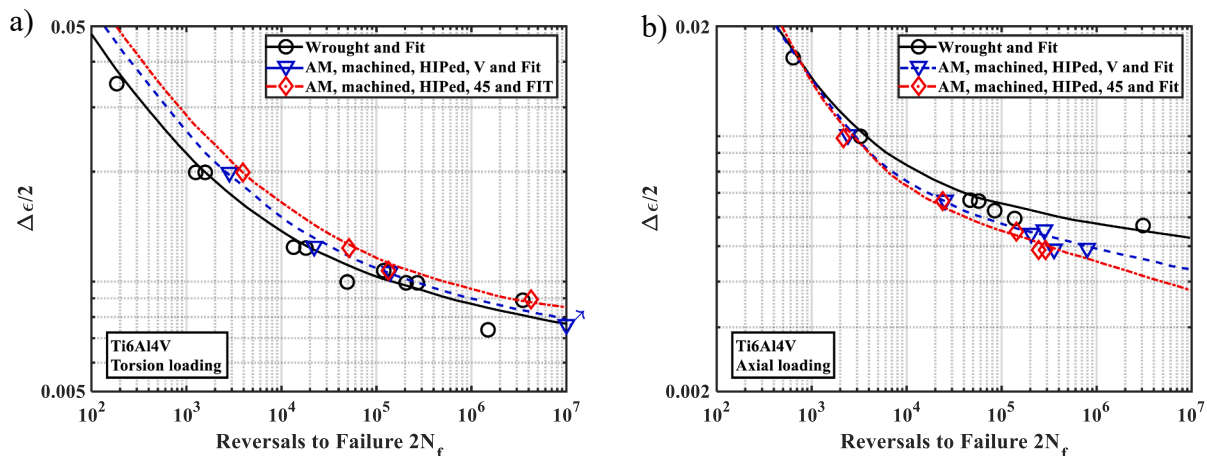 a)
0.05
Wrought and Fit
AM, machined, HIPed, V and Fit
AM, machined, HIPed, 45 and FIT
Δϵ/2
Ti6Al4V
Torsion loading
0.005
10^2 10^3 10^4 10^5 10^6 10^7
Reversals to Failure 2N_f
b)
0.02
Wrought and Fit
AM, machined, HIPed, V and Fit
AM, machined, HIPed, 45 and Fit
Δϵ/2
Ti6Al4V
Axial loading
0.002
10^2 10^3 10^4 10^5 10^6 10^7
Reversals to Failure 2N_f